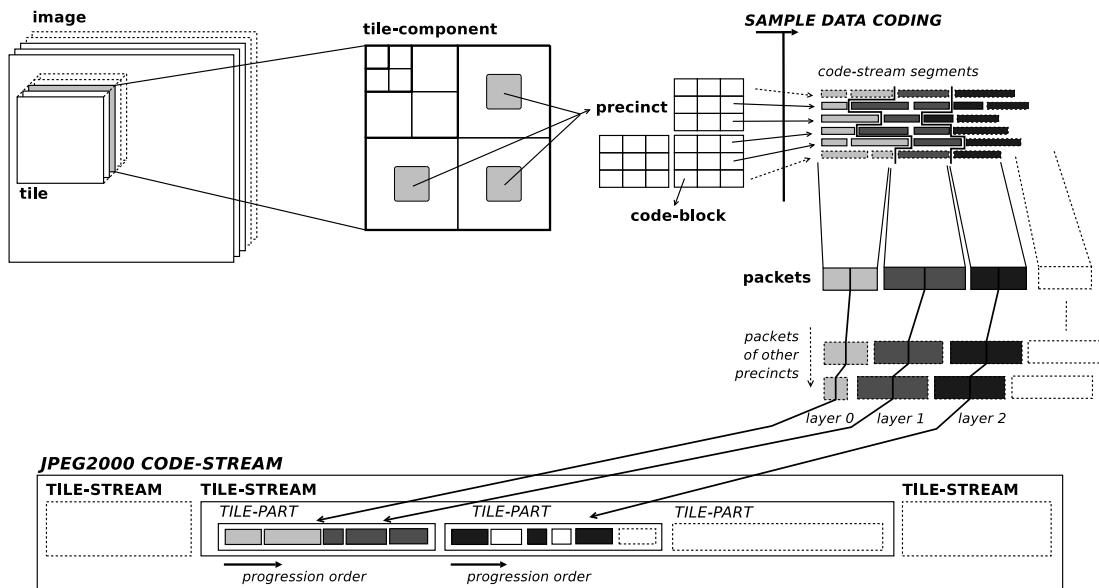 image
tile-component
SAMPLE DATA CODING
code-stream segments
precinct
tile
code-block
packets
packets
of other
precincts
layer 0
layer 1
layer 2
JPEG2000 CODE-STREAM
TILE-STREAM
TILE-STREAM
TILE-STREAM
TILE-PART
TILE-PART
TILE-PART
progression order
progression order